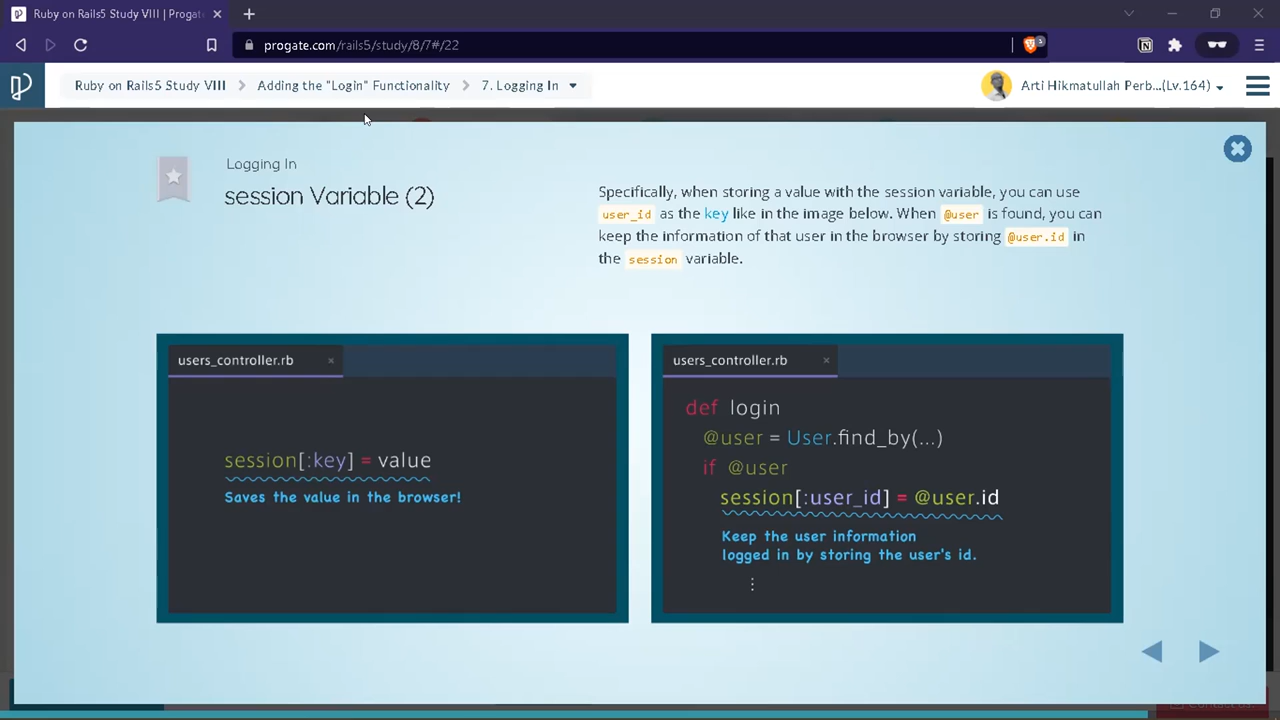 Ruby on Rails5 Study VIII | Progate
progate.com/rails5/study/8/7#/22
3
Ruby on Rails5 Study VIII
Adding the "Login" Functionality
7. Logging In
Arti Hikmatullah Perb...(Lv.164)
Logging In
session Variable (2)
Specifically, when storing a value with the session variable, you can use
user_id as the key like in the image below. When @user is found, you can
keep the information of that user in the browser by storing @user.id in
the session variable.
users_controller.rb ×
session[:key] = value
Saves the value in the browser!
users_controller.rb ×
def login
@user = User.find_by(...)
if @user
session[:user_id] = @user.id
Keep the user information
logged in by storing the user's id.
⋮
Contact Us